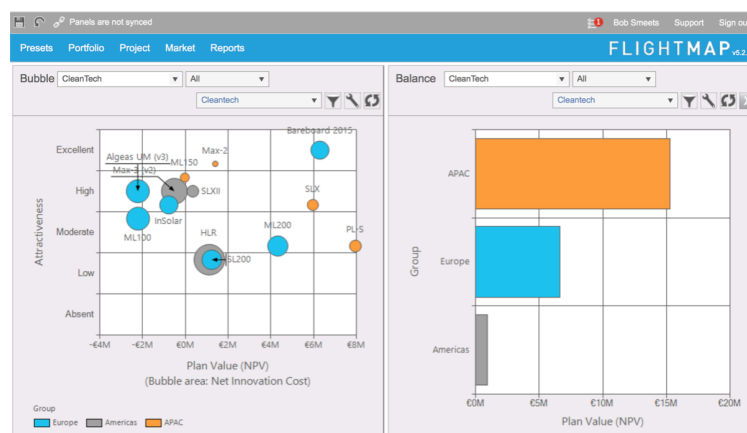 Panels are not synced
1 Bob Smeets Support Sign ou
Presets Portfolio Project Market Reports
FLIGHTMAP v5.2.
Bubble CleanTech All
Cleantech
Bareboard 2015
Excellent
Algeas UM (v3)
Max-2
ML150
Max-3 (v2)
High
SLXII
SLX
Attractiveness
InSolar
Moderate
ML100
HLR
ML200
PL-S
SL200
Low
Absent
-€4M -€2M €0M €2M €4M €6M €8M
Plan Value (NPV)
(Bubble area: Net Innovation Cost)
Group
Europe Americas APAC
Balance CleanTech All
Cleantech
APAC
Group
Europe
Americas
€0M €5M €10M €15M €20M
Plan Value (NPV)